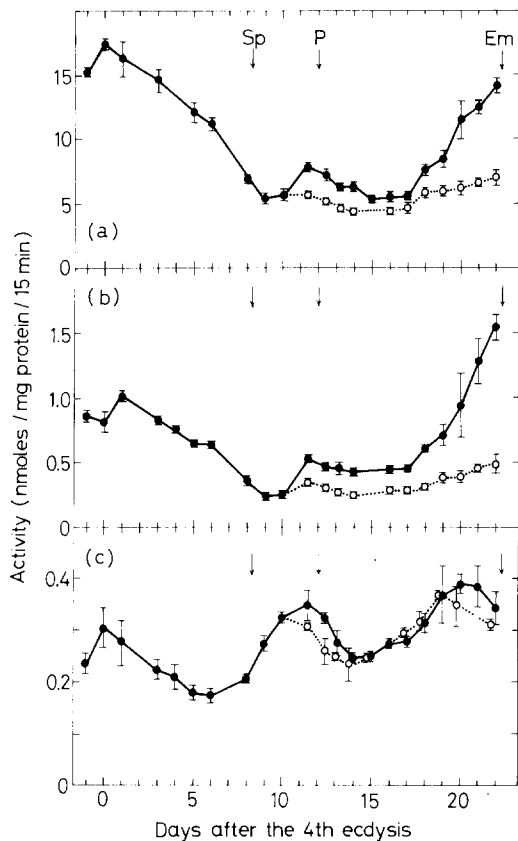 Sp P Em
15
10
5
0
(a)
(b)
1.5
1.0
0.5
0
(c)
0.4
0.2
0
Activity (nmoles/mg protein/15 min)
0 5 10 15 20
Days after the 4th ecdysis